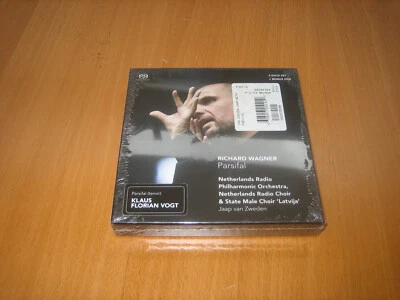 SACD
RICHARD WAGNER
Parsifal
Netherlands Radio
Philharmonic Orchestra,
Netherlands Radio Choir
& State Male Choir 'Latvija'
Jaap van Zweden
Parsifal (tenor):
KLAUS
FLORIAN VOGT